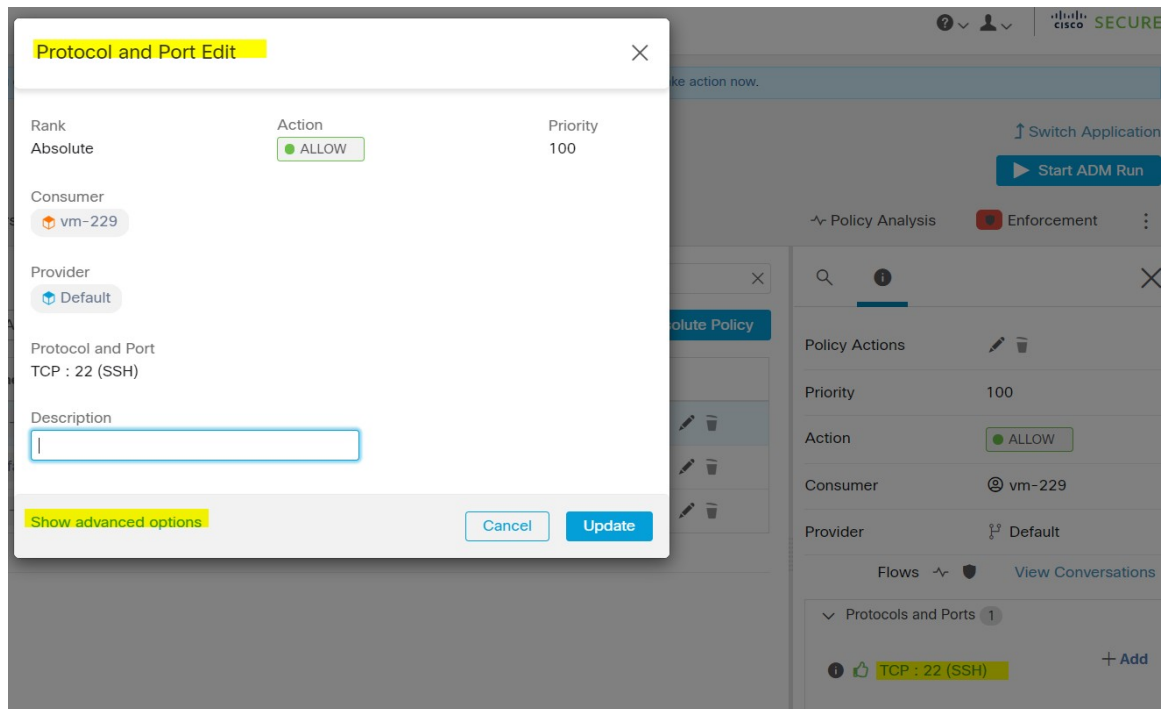 Protocol and Port Edit
Rank
Absolute
Action
ALLOW
Priority
100
Consumer
vm-229
Provider
Default
Protocol and Port
TCP : 22 (SSH)
Description
Show advanced options
Cancel
Update
CISCO SECURE
ke action now.
Switch Application
Start ADM Run
Policy Analysis
Enforcement
olute Policy
Policy Actions
Priority
100
Action
ALLOW
Consumer
vm-229
Provider
Default
Flows
View Conversations
Protocols and Ports 1
TCP : 22 (SSH)
+ Add